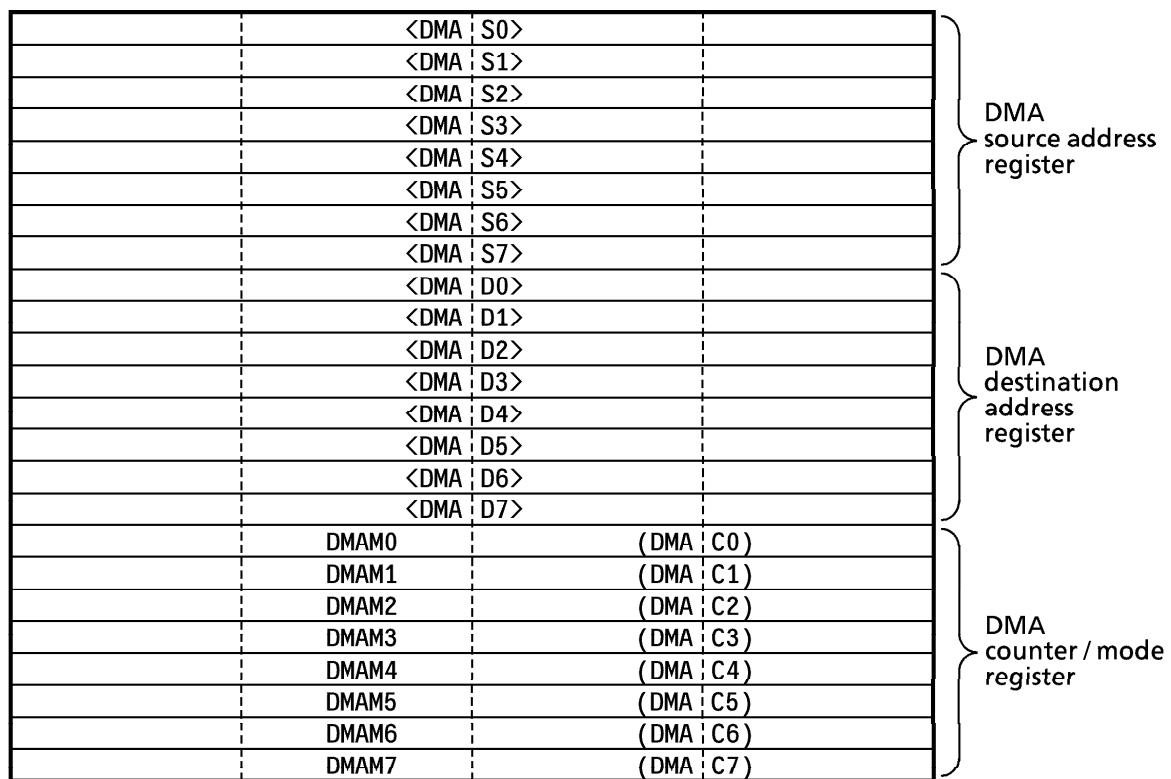 <DMA S0>
<DMA S1>
<DMA S2>
<DMA S3>
<DMA S4>
<DMA S5>
<DMA S6>
<DMA S7>
DMA
source address
register
<DMA D0>
<DMA D1>
<DMA D2>
<DMA D3>
<DMA D4>
<DMA D5>
<DMA D6>
<DMA D7>
DMA
destination
address
register
DMAM0 (DMA C0)
DMAM1 (DMA C1)
DMAM2 (DMA C2)
DMAM3 (DMA C3)
DMAM4 (DMA C4)
DMAM5 (DMA C5)
DMAM6 (DMA C6)
DMAM7 (DMA C7)
DMA
counter / mode
register